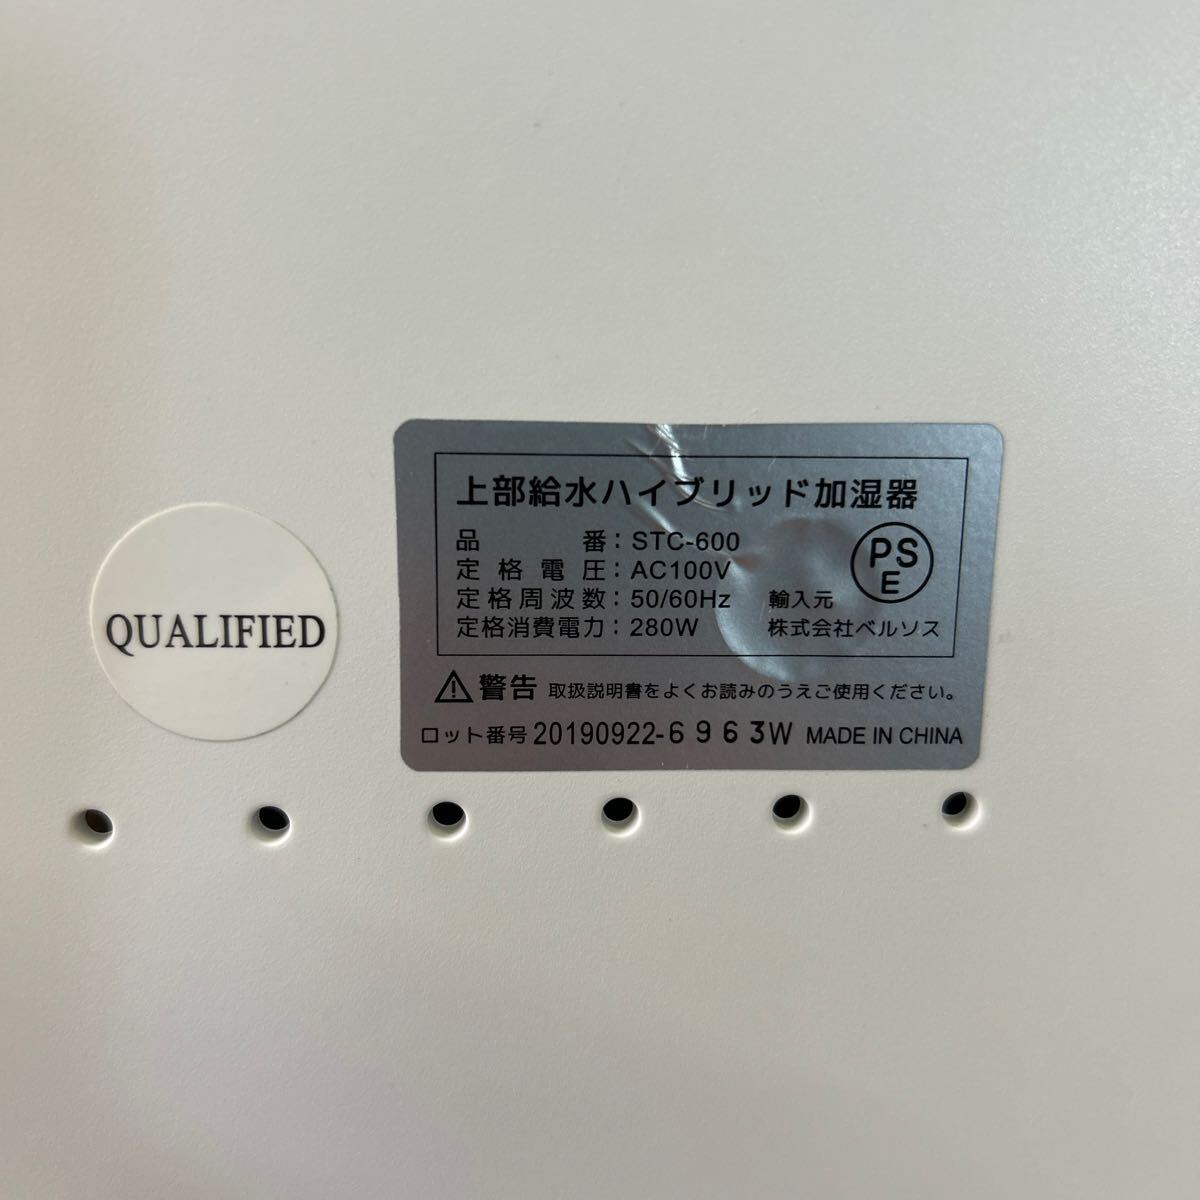 QUALIFIED
上部給水ハイブリッド加湿器
品番：STC-600
定格電圧：AC100V
定格周波数：50/60Hz
定格消費電力：280W
PS
E
輸入元
株式会社ベルソス
警告 取扱説明書をよくお読みのうえご使用ください。
ロット番号 20190922-6963W MADE IN CHINA